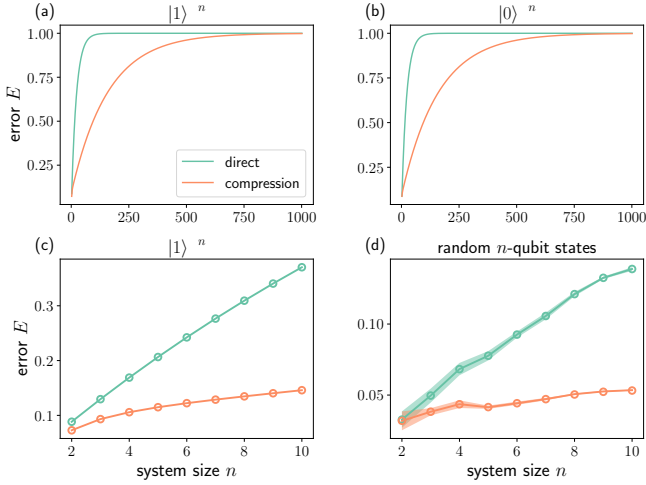 (a) |1⟩ n
1.00
0.75
0.50
0.25
error E
direct
compression
0 250 500 750 1000
(b) |0⟩ n
1.00
0.75
0.50
0.25
0 250 500 750 1000
(c) |1⟩ n
0.3
0.2
0.1
error E
2 4 6 8 10
system size n
(d) random n-qubit states
0.10
0.05
2 4 6 8 10
system size n